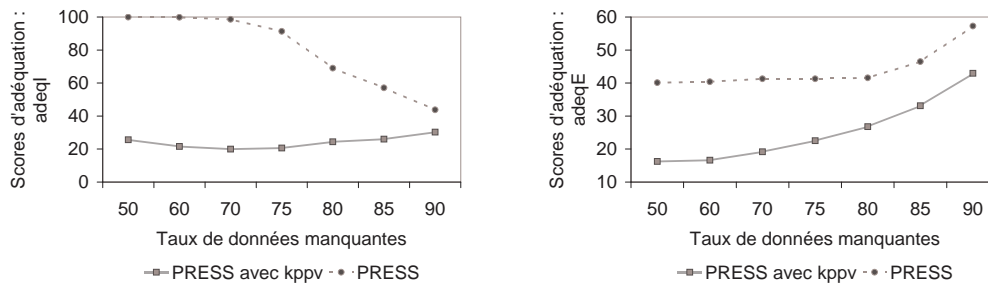 Scores d'adéquation :
adeqI
100
80
60
40
20
0
50 60 70 75 80 85 90
Taux de données manquantes
PRESS avec kppv PRESS
Scores d'adéquation :
adeqE
60
50
40
30
20
10
50 60 70 75 80 85 90
Taux de données manquantes
PRESS avec kppv PRESS